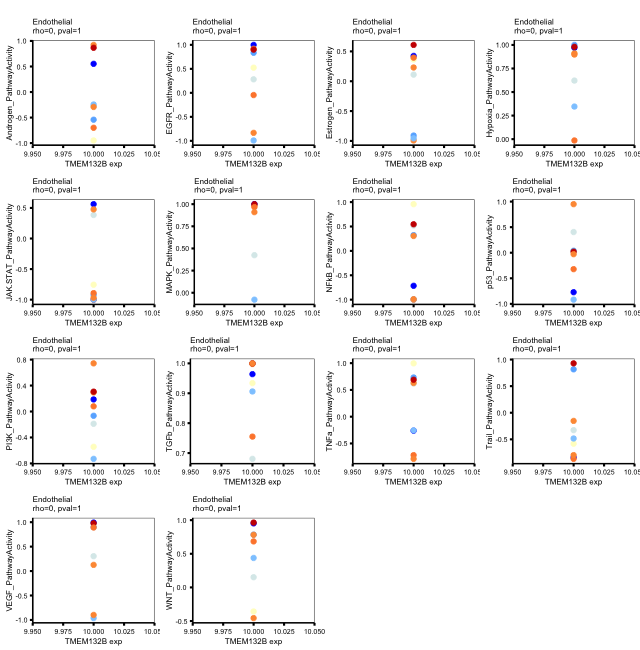 Endothelial
rho=0, pval=1
Androgen_PathwayActivity
1.0
0.5
0.0
-0.5
-1.0
9.950 9.975 10.000 10.025 10.05
TMEM132B exp
Endothelial
rho=0, pval=1
EGFR_PathwayActivity
1.0
0.5
0.0
-0.5
-1.0
9.950 9.975 10.000 10.025 10.05
TMEM132B exp
Endothelial
rho=0, pval=1
Estrogen_PathwayActivity
0.5
0.0
-0.5
-1.0
9.950 9.975 10.000 10.025 10.05
TMEM132B exp
Endothelial
rho=0, pval=1
Hypoxia_PathwayActivity
1.00
0.75
0.50
0.25
0.00
9.950 9.975 10.000 10.025 10.05
TMEM132B exp
Endothelial
rho=0, pval=1
JAK.STAT_PathwayActivity
0.5
0.0
-0.5
-1.0
9.950 9.975 10.000 10.025 10.05
TMEM132B exp
Endothelial
rho=0, pval=1
MAPK_PathwayActivity
1.00
0.75
0.50
0.25
0.00
9.950 9.975 10.000 10.025 10.05
TMEM132B exp
Endothelial
rho=0, pval=1
NFkB_PathwayActivity
1.0
0.5
0.0
-0.5
-1.0
9.950 9.975 10.000 10.025 10.05
TMEM132B exp
Endothelial
rho=0, pval=1
p53_PathwayActivity
1.0
0.5
0.0
-0.5
-1.0
9.950 9.975 10.000 10.025 10.05
TMEM132B exp
Endothelial
rho=0, pval=1
PI3K_PathwayActivity
0.8
0.4
0.0
-0.4
-0.8
9.950 9.975 10.000 10.025 10.05
TMEM132B exp
Endothelial
rho=0, pval=1
TGFb_PathwayActivity
1.0
0.9
0.8
0.7
9.950 9.975 10.000 10.025 10.05
TMEM132B exp
Endothelial
rho=0, pval=1
TNFa_PathwayActivity
1.0
0.5
0.0
-0.5
9.950 9.975 10.000 10.025 10.05
TMEM132B exp
Endothelial
rho=0, pval=1
Trail_PathwayActivity
0.5
0.0
-0.5
9.950 9.975 10.000 10.025 10.05
TMEM132B exp
Endothelial
rho=0, pval=1
VEGF_PathwayActivity
1.0
0.5
0.0
-0.5
-1.0
9.950 9.975 10.000 10.025 10.05
TMEM132B exp
Endothelial
rho=0, pval=1
WNT_PathwayActivity
1.0
0.5
0.0
-0.5
9.950 9.975 10.000 10.025 10.050
TMEM132B exp